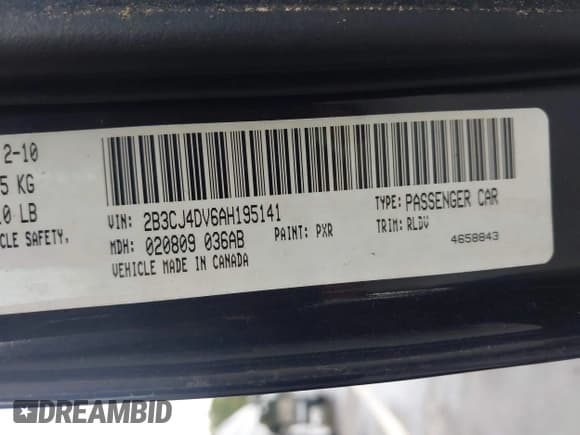 2-10
5 KG
0 LB
CLE SAFETY,
VIN: 2B3CJ4DV6AH195141
TYPE: PASSENGER CAR
MDH: 020809 036AB
PAINT: PXR
TRIM: RLDV
VEHICLE MADE IN CANADA
4658843
DREAMBID